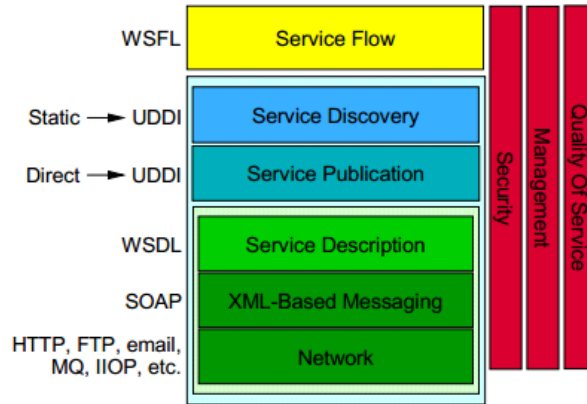 WSFL
Service Flow
Static → UDDI
Service Discovery
Direct → UDDI
Service Publication
WSDL
Service Description
SOAP
XML-Based Messaging
HTTP, FTP, email,
MQ, IIOP, etc.
Network
Security
Management
Quality Of Service